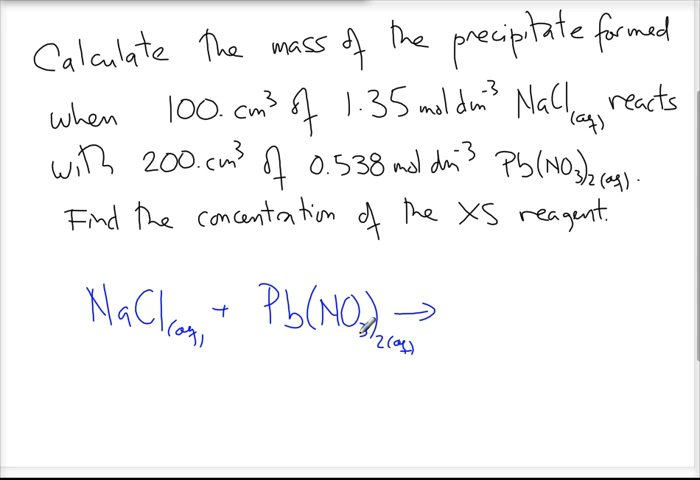 Calculate the mass of the precipitate formed
when 100. cm³ of 1.35 mol dm⁻³ NaCl(aq) reacts
with 200. cm³ of 0.538 mol dm⁻³ Pb(NO₃)₂(aq).
Find the concentration of the XS reagent.
NaCl(aq) + Pb(NO₃)₂(aq) →